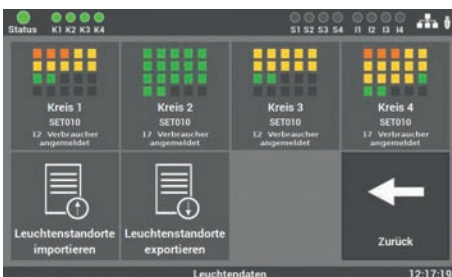 Status K1 K2 K3 K4 S1 S2 S3 S4 I1 I2 I3 I4
Kreis 1
SET010
12 Verbraucher
angemeldet
Kreis 2
SET010
17 Verbraucher
angemeldet
Kreis 3
SET010
12 Verbraucher
angemeldet
Kreis 4
SET010
17 Verbraucher
angemeldet
Leuchtenstandorte
importieren
Leuchtenstandorte
exportieren
Zurück
Leuchtendaten 12:17:19